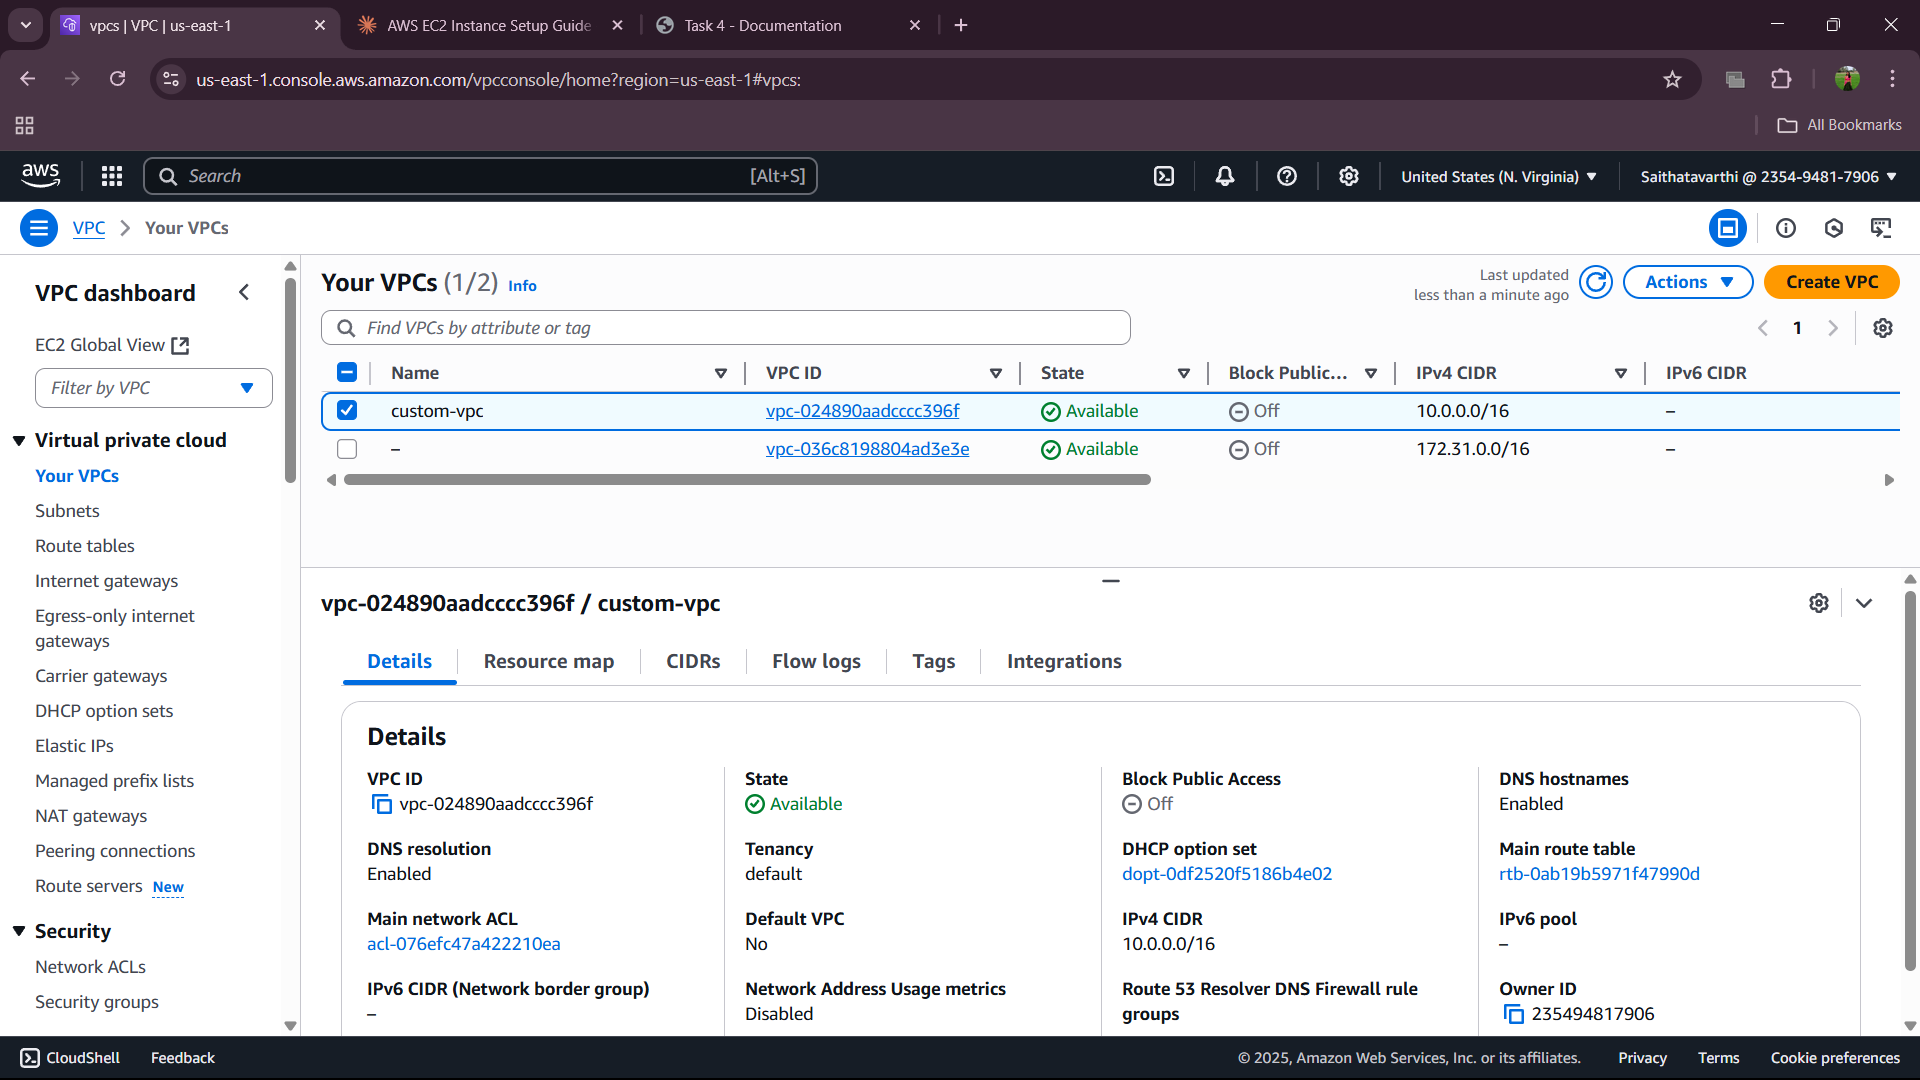 vpcs | VPC | us-east-1
AWS EC2 Instance Setup Guide
Task 4 - Documentation
us-east-1.console.aws.amazon.com/vpcconsole/home?region=us-east-1#vpcs:
All Bookmarks
aws
Search
[Alt+S]
United States (N. Virginia)
Saithatavarthi @ 2354-9481-7906
VPC
Your VPCs
VPC dashboard
EC2 Global View
Filter by VPC
Virtual private cloud
Your VPCs
Subnets
Route tables
Internet gateways
Egress-only internet
gateways
Carrier gateways
DHCP option sets
Elastic IPs
Managed prefix lists
NAT gateways
Peering connections
Route servers New
Security
Network ACLs
Security groups
Your VPCs (1/2) Info
Last updated
less than a minute ago
Actions
Create VPC
Find VPCs by attribute or tag
1
Name VPC ID State Block Public... IPv4 CIDR IPv6 CIDR
custom-vpc vpc-024890aadcccc396f Available Off 10.0.0.0/16 –
– vpc-036c8198804ad3e3e Available Off 172.31.0.0/16 –
vpc-024890aadcccc396f / custom-vpc
Details Resource map CIDRs Flow logs Tags Integrations
Details
VPC ID
vpc-024890aadcccc396f
State
Available
Block Public Access
Off
DNS hostnames
Enabled
DNS resolution
Enabled
Tenancy
default
DHCP option set
dopt-0df2520f5186b4e02
Main route table
rtb-0ab19b5971f47990d
Main network ACL
acl-076efc47a422210ea
Default VPC
No
IPv4 CIDR
10.0.0.0/16
IPv6 pool
–
IPv6 CIDR (Network border group)
–
Network Address Usage metrics
Disabled
Route 53 Resolver DNS Firewall rule
groups
Owner ID
235494817906
CloudShell
Feedback
© 2025, Amazon Web Services, Inc. or its affiliates.
Privacy
Terms
Cookie preferences